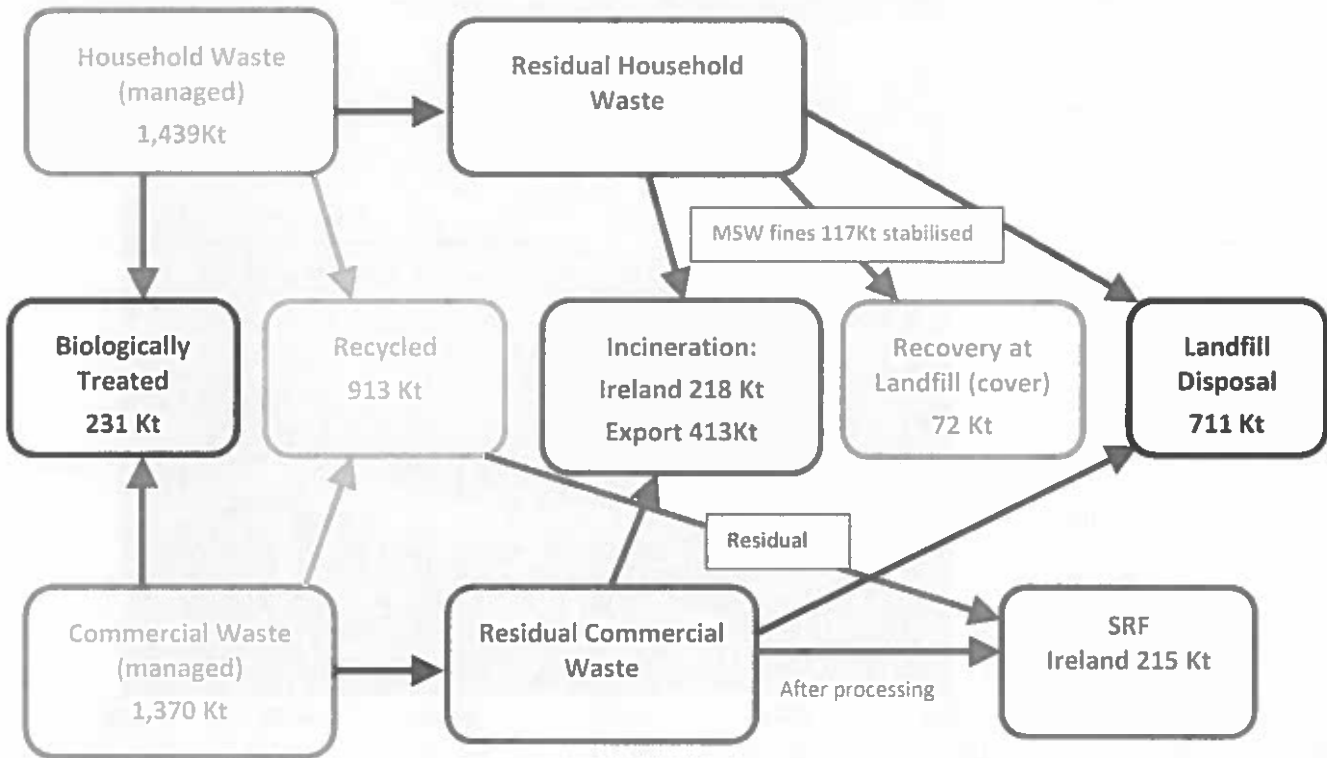 Household Waste
(managed)
1,439Kt
Residual Household
Waste
MSW fines 117Kt stabilised
Biologically
Treated
231 Kt
Recycled
913 Kt
Incineration:
Ireland 218 Kt
Export 413Kt
Recovery at
Landfill (cover)
72 Kt
Landfill
Disposal
711 Kt
Residual
Commercial Waste
(managed)
1,370 Kt
Residual Commercial
Waste
After processing
SRF
Ireland 215 Kt